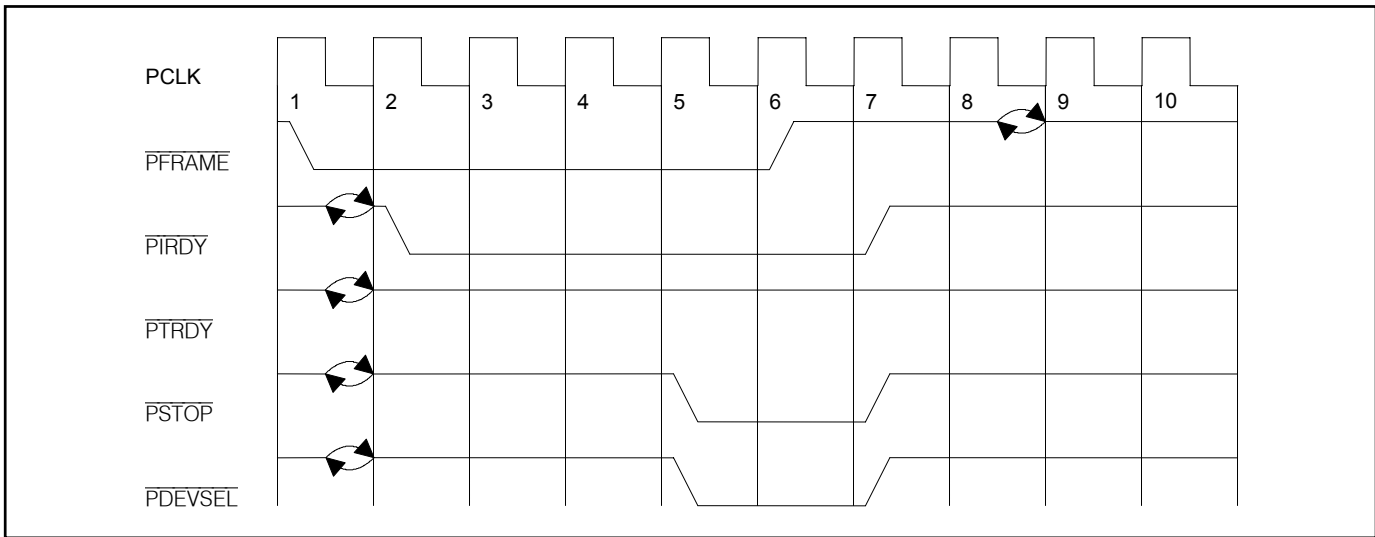 PCLK
1 2 3 4 5 6 7 8 9 10
PFRAME
PIRDY
PTRDY
PSTOP
PDEVSEL